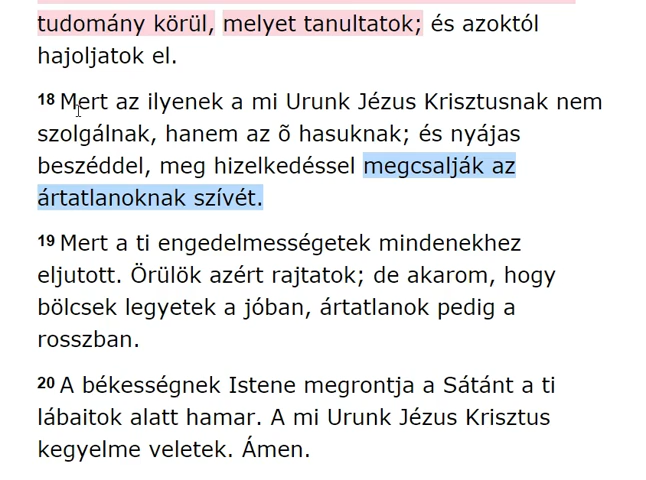 tudomány körül, melyet tanultatok; és azoktól
hajoljatok el.
18 Mert az ilyenek a mi Urunk Jézus Krisztusnak nem
szolgálnak, hanem az õ hasuknak; és nyájas
beszéddel, meg hizelkedéssel megcsalják az
ártatlanoknak szívét.
19 Mert a ti engedelmességetek mindenekhez
eljutott. Örülök azért rajtatok; de akarom, hogy
bölcsek legyetek a jóban, ártatlanok pedig a
rosszban.
20 A békességnek Istene megrontja a Sátánt a ti
lábaitok alatt hamar. A mi Urunk Jézus Krisztus
kegyelme veletek. Ámen.